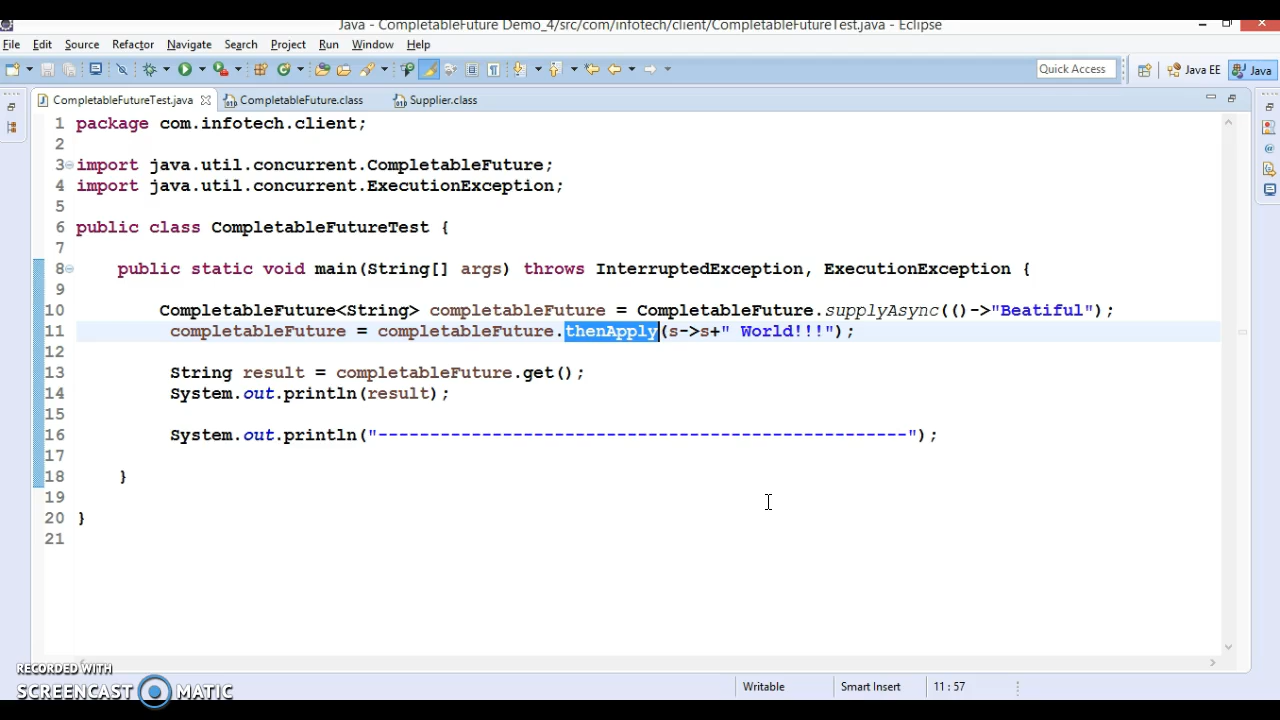 Java - CompletableFuture Demo_4/src/com/infotech/client/CompletableFutureTest.java - Eclipse
File Edit Source Refactor Navigate Search Project Run Window Help
Quick Access Java EE Java
CompletableFutureTest.java CompletableFuture.class Supplier.class
1 package com.infotech.client;
2
3 import java.util.concurrent.CompletableFuture;
4 import java.util.concurrent.ExecutionException;
5
6 public class CompletableFutureTest {
7
8 public static void main(String[] args) throws InterruptedException, ExecutionException {
9
10 CompletableFuture<String> completableFuture = CompletableFuture.supplyAsync(()->"Beatiful");
11 completableFuture = completableFuture.thenApply(s->s+" World!!!");
12
13 String result = completableFuture.get();
14 System.out.println(result);
15
16 System.out.println("---------------------------------------------------");
17
18 }
19
20 }
21
RECORDED WITH
SCREENCAST MATIC
Writable Smart Insert 11 : 57